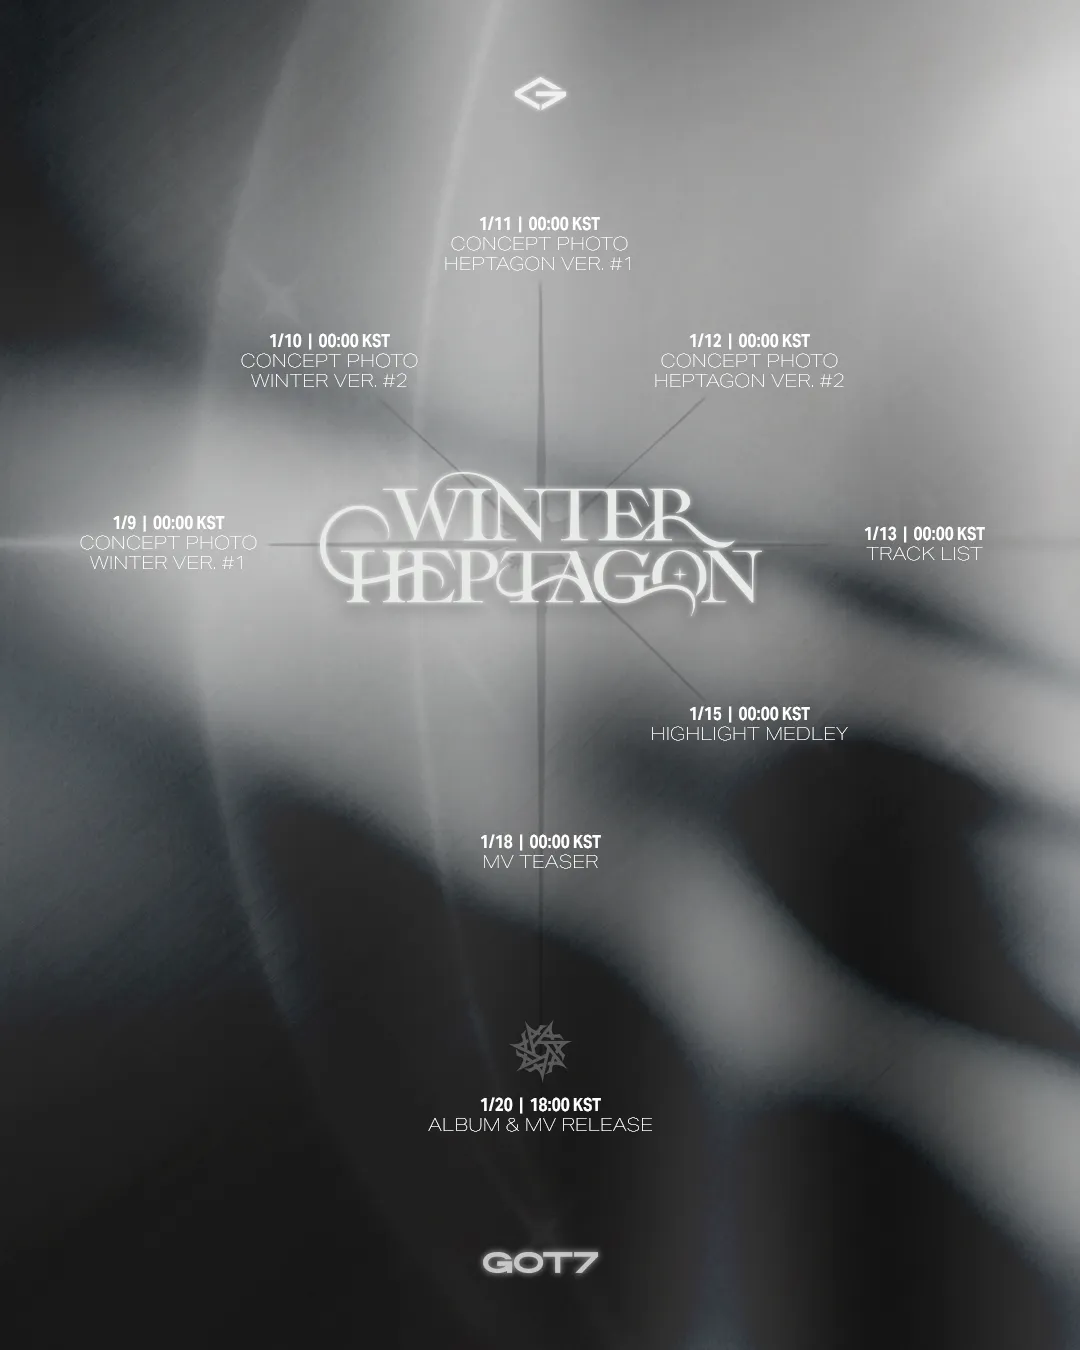 1/11 | 00:00 KST
CONCEPT PHOTO
HEPTAGON VER. #1
1/10 | 00:00 KST
CONCEPT PHOTO
WINTER VER. #2
1/12 | 00:00 KST
CONCEPT PHOTO
HEPTAGON VER. #2
WINTER
HEPTAGON
1/9 | 00:00 KST
CONCEPT PHOTO
WINTER VER. #1
1/13 | 00:00 KST
TRACK LIST
1/15 | 00:00 KST
HIGHLIGHT MEDLEY
1/18 | 00:00 KST
MV TEASER
1/20 | 18:00 KST
ALBUM & MV RELEASE
GOT7